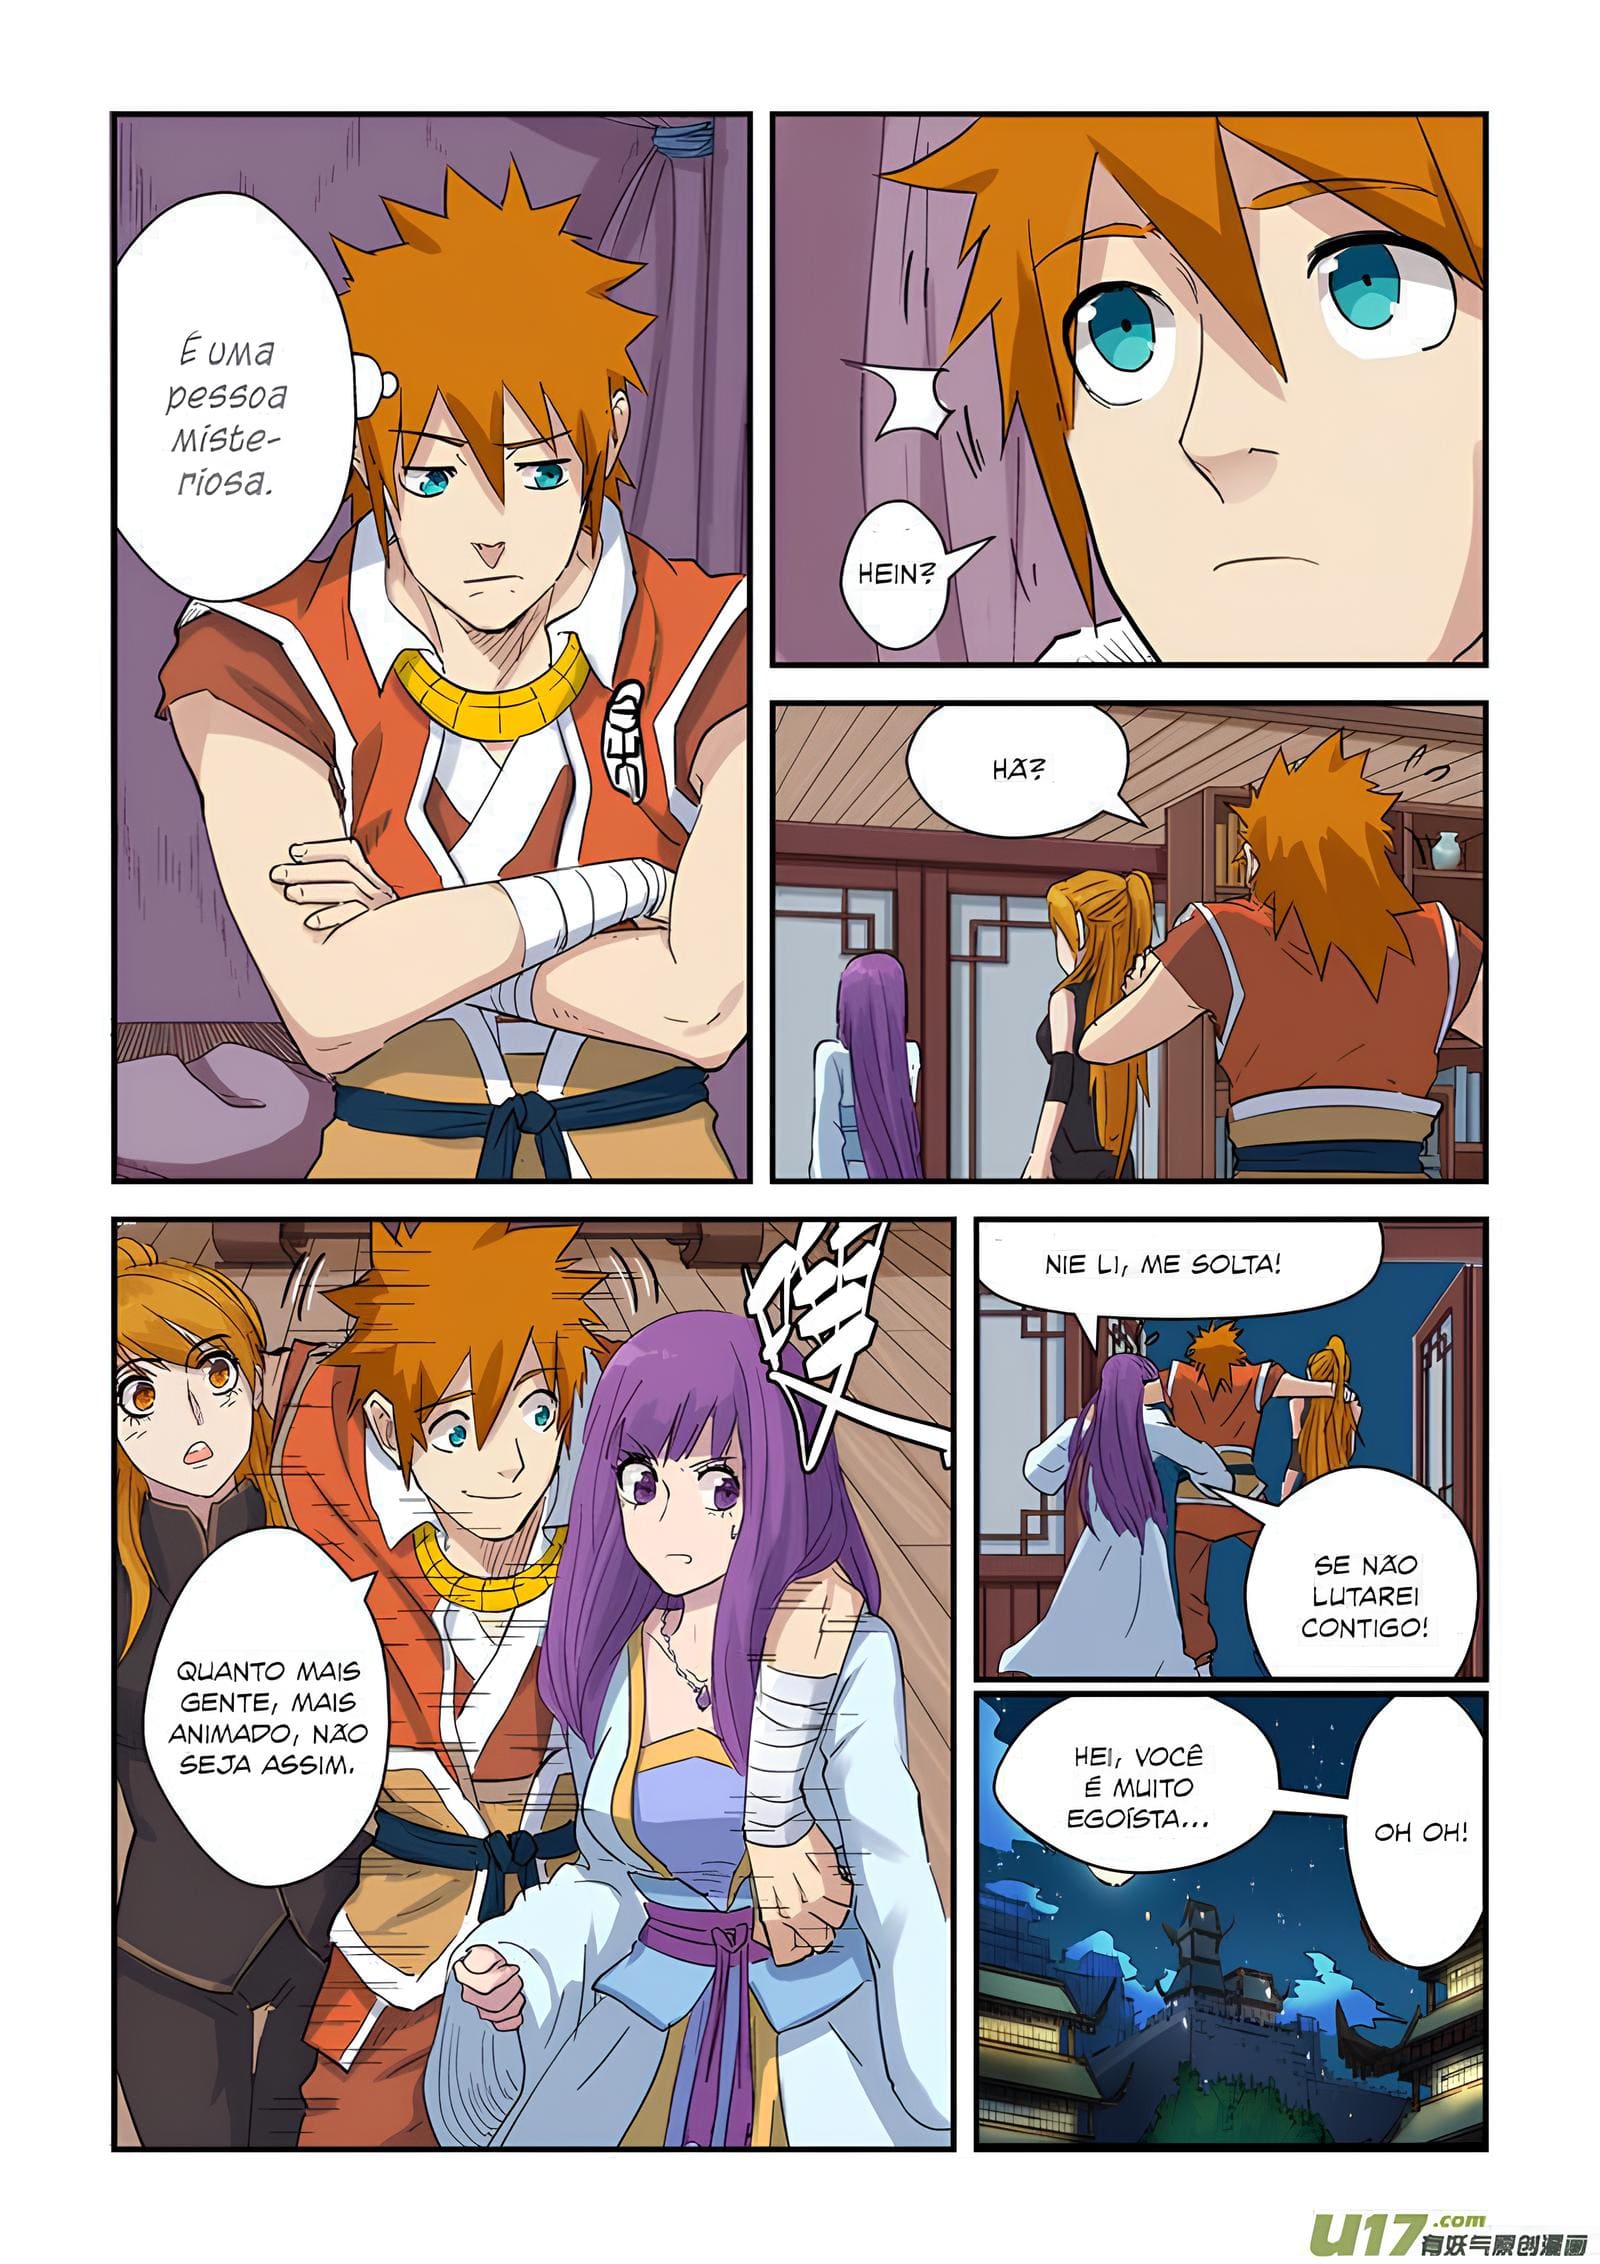 É UMA
PESSOA
MISTE-
RIOSA.
HEIN?
HÃ?
QUANTO MAIS
GENTE, MAIS
ANIMADO, NÃO
SEJA ASSIM.
NIE LI, ME SOLTA!
SE NÃO
LUTAREI
CONTIGO!
HEI, VOCÊ
É MUITO
EGOÍSTA...
OH OH!
U17.com
有妖气原创漫画